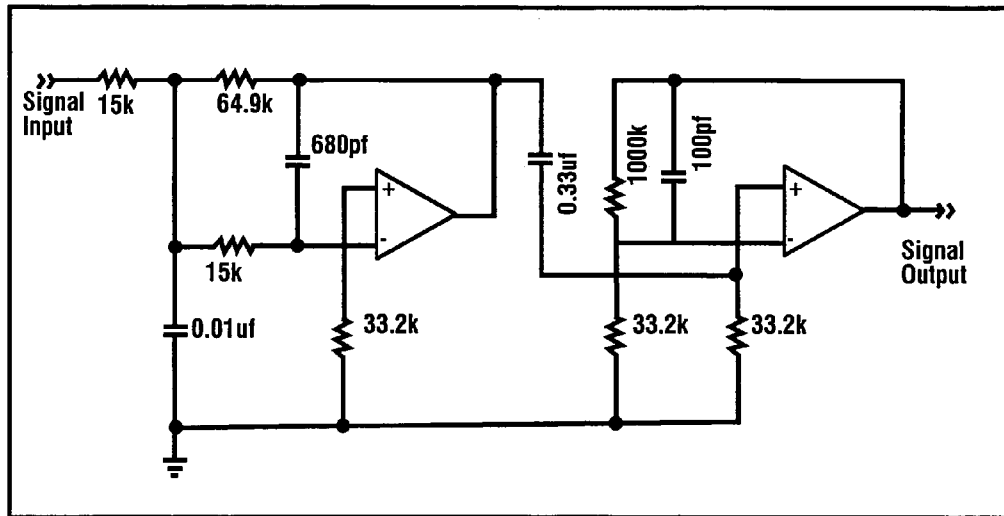 Signal
Input
15k
64.9k
680pf
+
-
15k
0.01uf
33.2k
0.33uf
1000k
100pf
+
-
33.2k
33.2k
Signal
Output